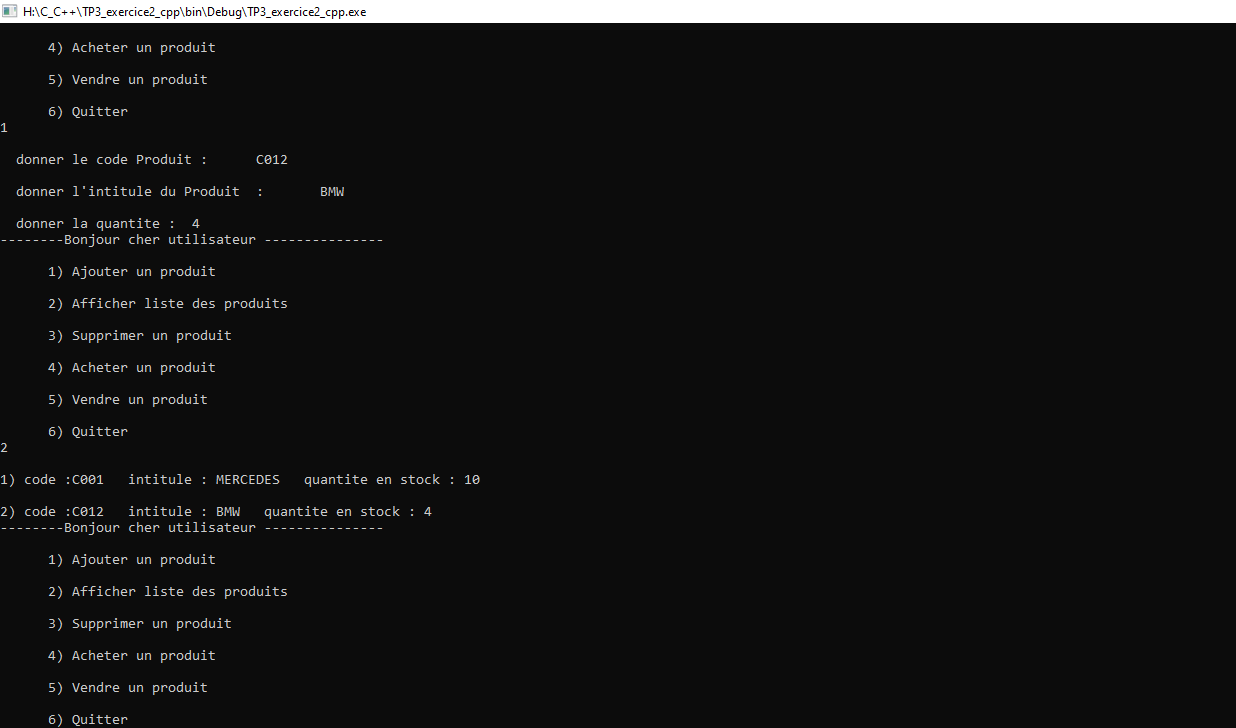 H:\C_C++\TP3_exercice2_cpp\bin\Debug\TP3_exercice2_cpp.exe
4) Acheter un produit
5) Vendre un produit
6) Quitter
1
donner le code Produit :      C012
donner l'intitule du Produit  :       BMW
donner la quantite :  4
--------Bonjour cher utilisateur ---------------
1) Ajouter un produit
2) Afficher liste des produits
3) Supprimer un produit
4) Acheter un produit
5) Vendre un produit
6) Quitter
2
1) code :C001   intitule : MERCEDES   quantite en stock : 10
2) code :C012   intitule : BMW   quantite en stock : 4
--------Bonjour cher utilisateur ---------------
1) Ajouter un produit
2) Afficher liste des produits
3) Supprimer un produit
4) Acheter un produit
5) Vendre un produit
6) Quitter